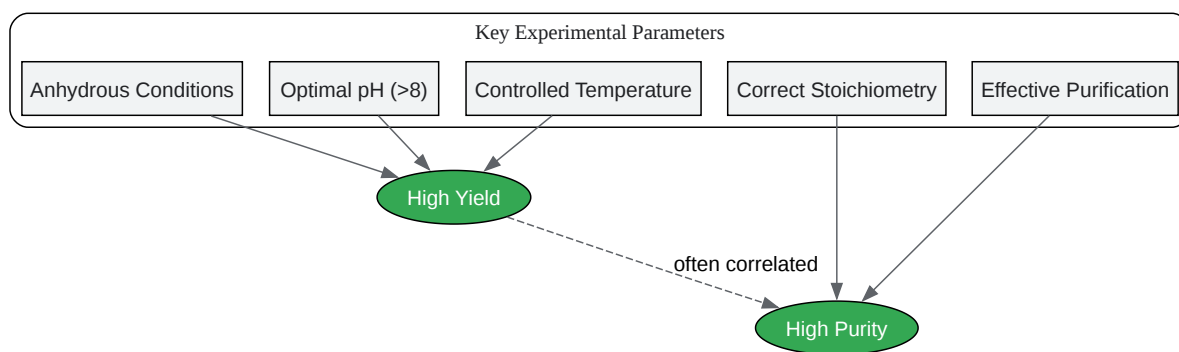 Key Experimental Parameters
Anhydrous Conditions
Optimal pH (>8)
Controlled Temperature
Correct Stoichiometry
Effective Purification
High Yield
often correlated
High Purity